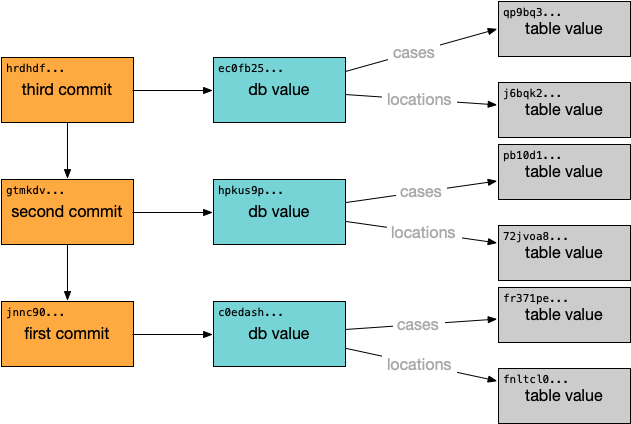 hrdhdf...
third commit
ec0fb25...
db value
cases
locations
qp9bq3...
table value
j6bqk2...
table value
gtmkdv...
second commit
hpkus9p...
db value
cases
locations
pb10d1...
table value
72jvoa8...
table value
jnnc90...
first commit
c0edash...
db value
cases
locations
fr371pe...
table value
fnltcl0...
table value